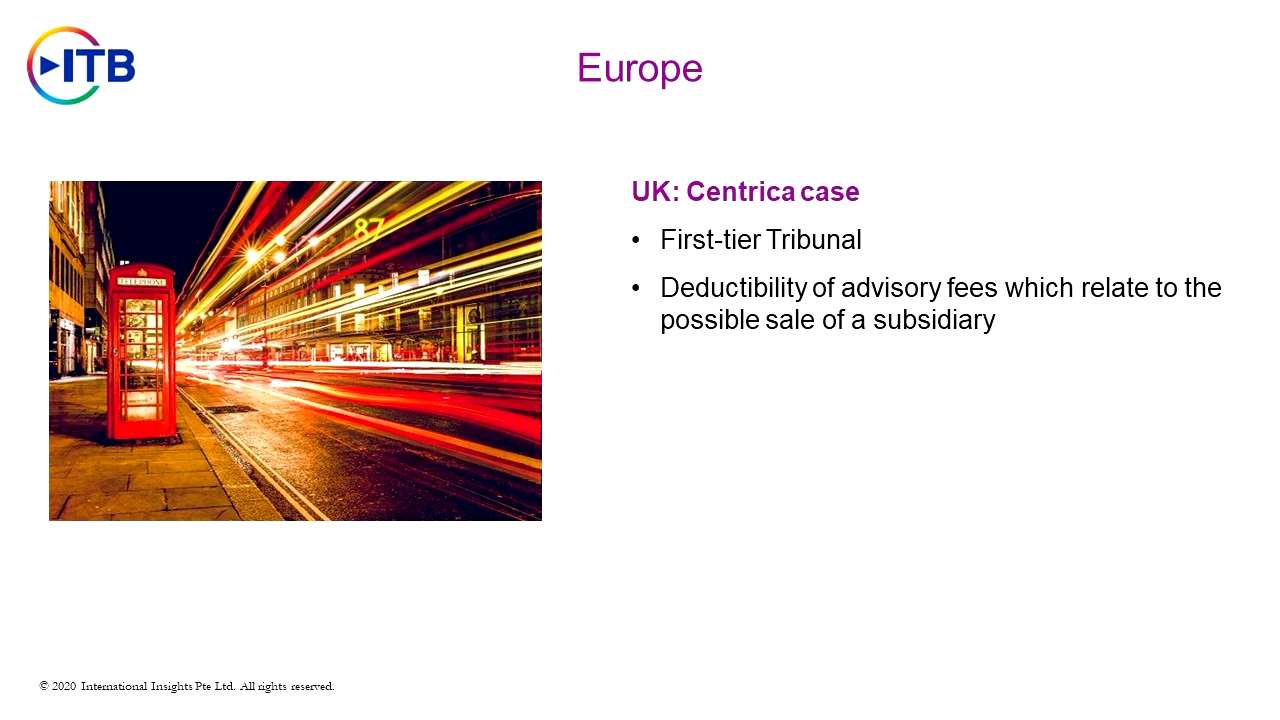 ITB
Europe
87
TELEPHONE
UK: Centrica case
• First-tier Tribunal
• Deductibility of advisory fees which relate to the
possible sale of a subsidiary
© 2020 International Insights Pte Ltd. All rights reserved.